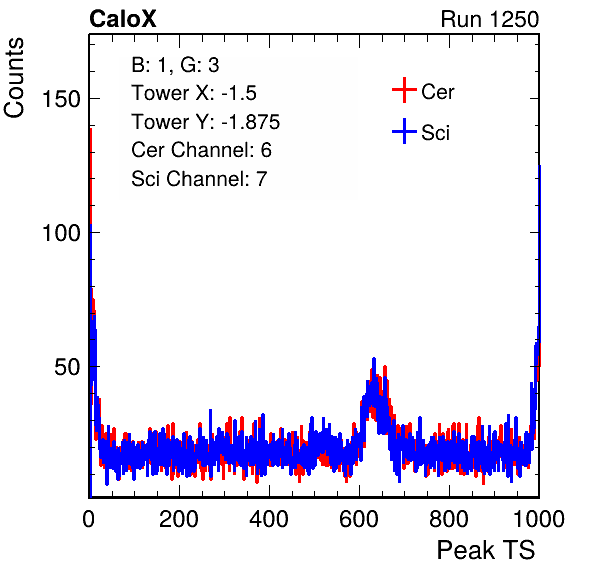 CaloX Run 1250
Counts
B: 1, G: 3
Tower X: -1.5
Tower Y: -1.875
Cer Channel: 6
Sci Channel: 7
Cer
Sci
150
100
50
0 200 400 600 800 1000
Peak TS